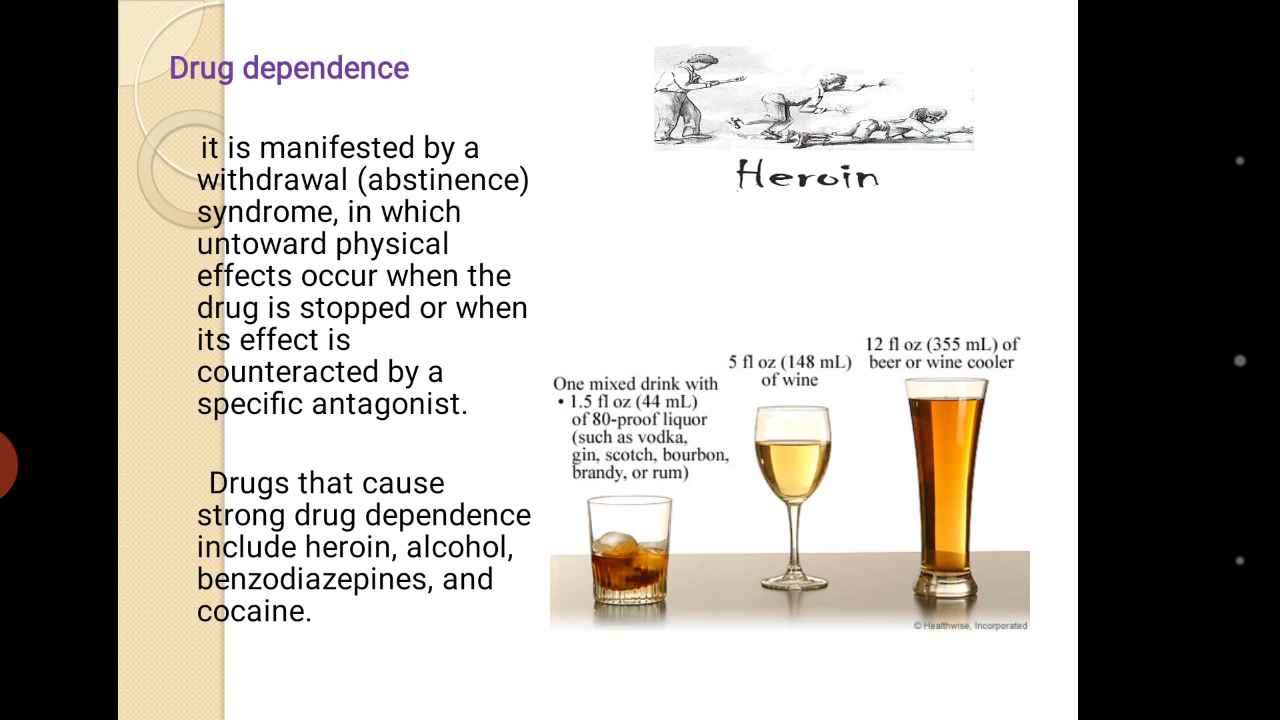 Drug dependence
it is manifested by a
withdrawal (abstinence)
syndrome, in which
untoward physical
effects occur when the
drug is stopped or when
its effect is
counteracted by a
specific antagonist.
Drugs that cause
strong drug dependence
include heroin, alcohol,
benzodiazepines, and
cocaine.
Heroin
One mixed drink with
• 1.5 fl oz (44 mL)
of 80-proof liquor
(such as vodka,
gin, scotch, bourbon,
brandy, or rum)
5 fl oz (148 mL)
of wine
12 fl oz (355 mL) of
beer or wine cooler
© Healthwise, Incorporated